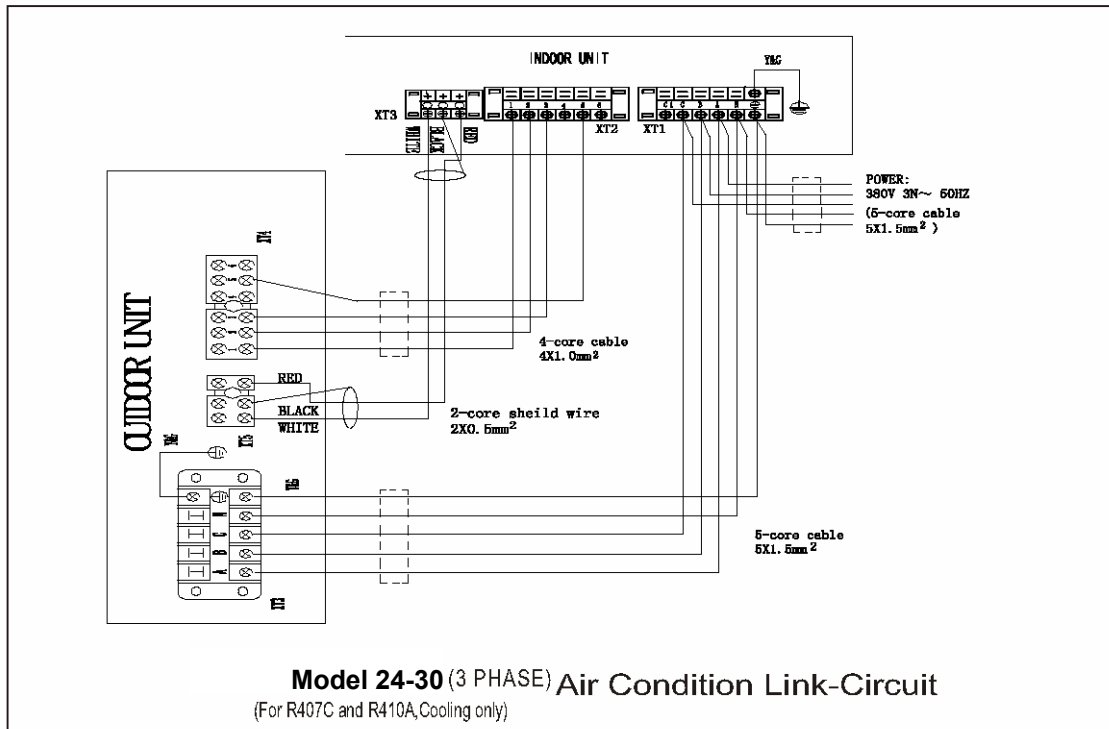 INDOOR UNIT
Y&G
XT3
1 2 3 4 5 6
XT2
C1 C B A N
XT1
WHITE
BLACK
RED
POWER:
380V 3N～ 50HZ
(5-core cable
5X1.5mm²)
XT4
OUIDOOR UNIT
4-core cable
4X1.0mm²
RED
BLACK
WHITE
2-core sheild wire
2X0.5mm²
XT5
5-core cable
5X1.5mm²
Model 24-30 (3 PHASE) Air Condition Link-Circuit
(For R407C and R410A,Cooling only)